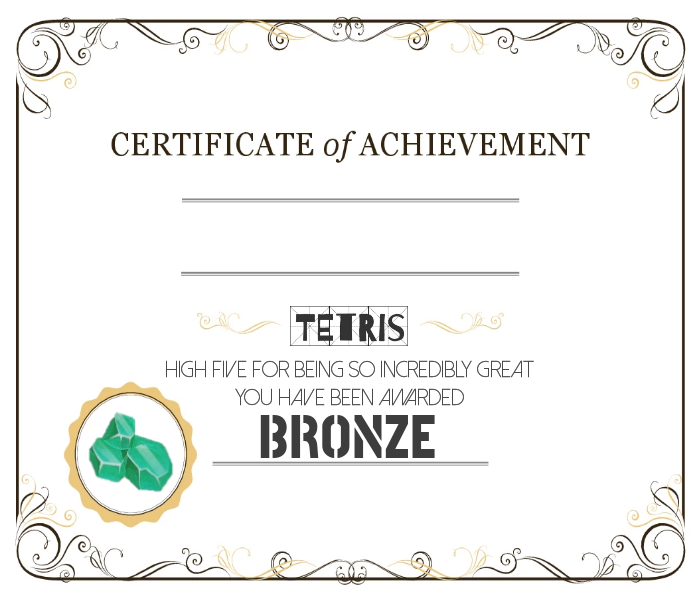 CERTIFICATE of ACHIEVEMENT
TETRIS
HIGH FIVE FOR BEING SO INCREDIBLY GREAT
YOU HAVE BEEN AWARDED
BRONZE